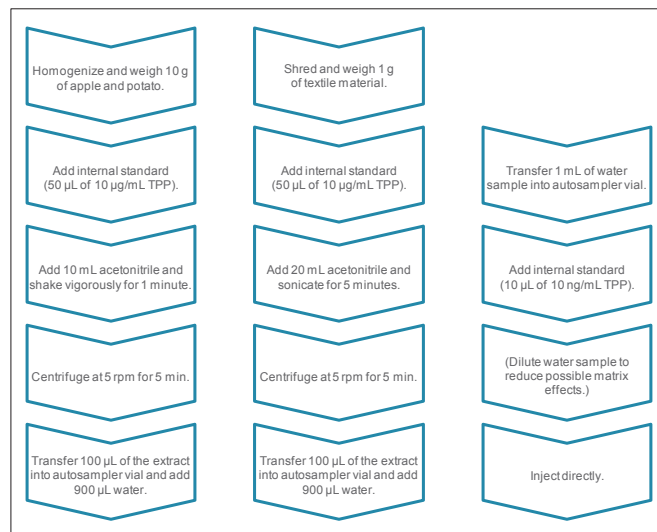 Homogenize and weigh 10 g
of apple and potato.
Add internal standard
(50 µL of 10 µg/mL TPP).
Add 10 mL acetonitrile and
shake vigorously for 1 minute.
Centrifuge at 5 rpm for 5 min.
Transfer 100 µL of the extract
into autosampler vial and add
900 µL water.
Shred and weigh 1 g
of textile material.
Add internal standard
(50 µL of 10 µg/mL TPP).
Add 20 mL acetonitrile and
sonicate for 5 minutes.
Centrifuge at 5 rpm for 5 min.
Transfer 100 µL of the extract
into autosampler vial and add
900 µL water.
Transfer 1 mL of water
sample into autosampler vial.
Add internal standard
(10 µL of 10 ng/mL TPP).
(Dilute water sample to
reduce possible matrix
effects.)
Inject directly.